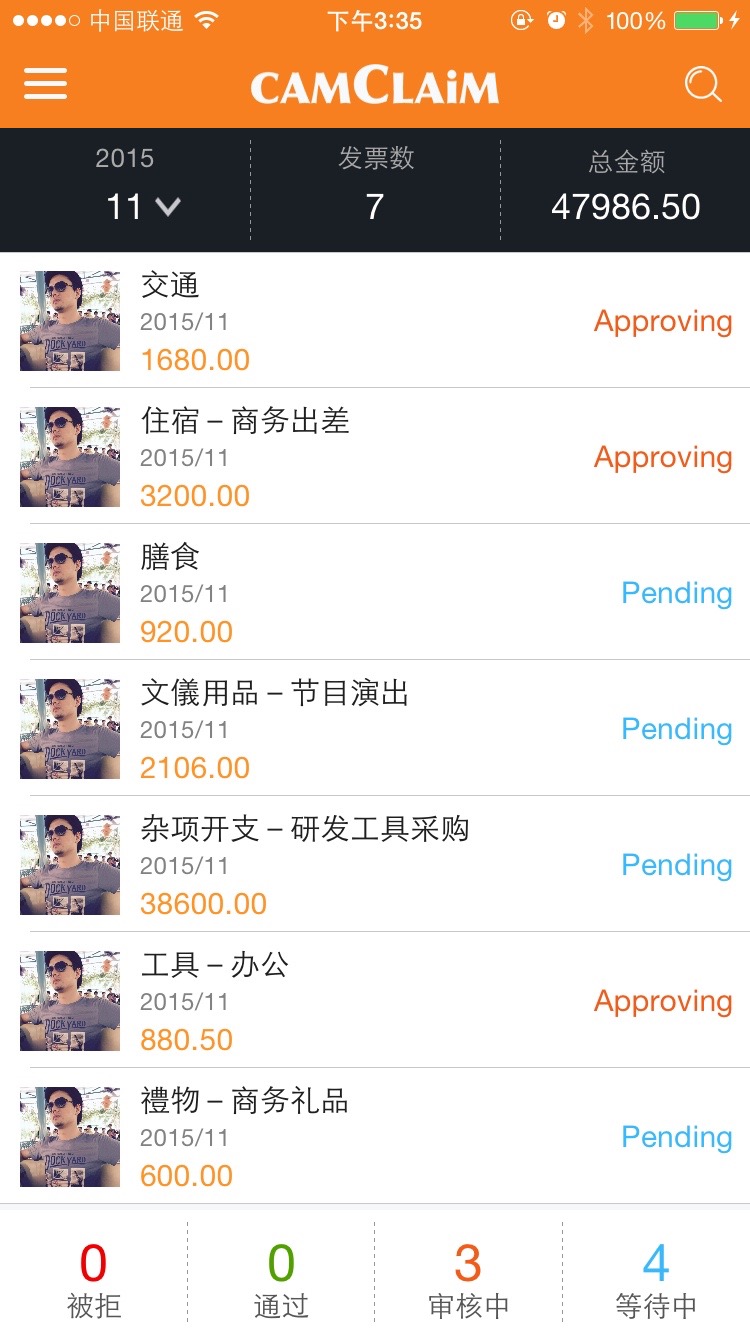 中国联通 下午3:35 100%
CAMCLAiM
2015 发票数 总金额
11 7 47986.50
交通
2015/11
Approving
1680.00
住宿 – 商务出差
2015/11
Approving
3200.00
膳食
2015/11
Pending
920.00
文儀用品 – 节目演出
2015/11
Pending
2106.00
杂项开支 – 研发工具采购
2015/11
Pending
38600.00
工具 – 办公
2015/11
Approving
880.50
禮物 – 商务礼品
2015/11
Pending
600.00
0 0 3 4
被拒 通过 审核中 等待中